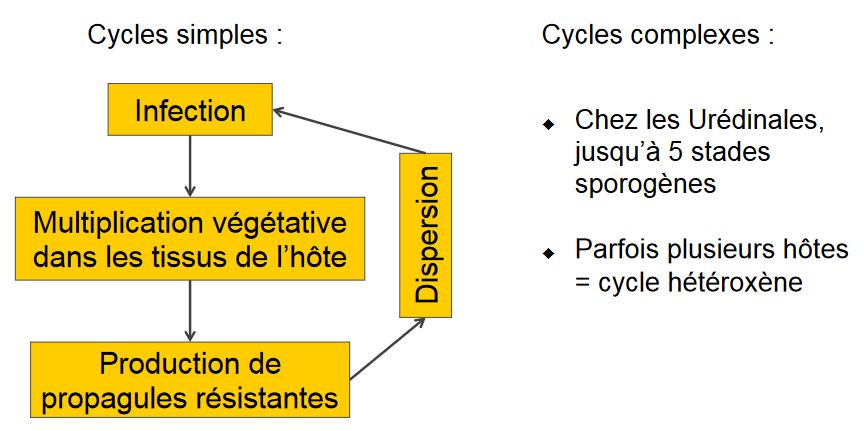 Cycles simples :
Infection
Multiplication végétative
dans les tissus de l’hôte
Production de
propagules résistantes
Dispersion
Cycles complexes :
Chez les Urédinales,
jusqu’à 5 stades
sporogènes
Parfois plusieurs hôtes
= cycle hétéroxène